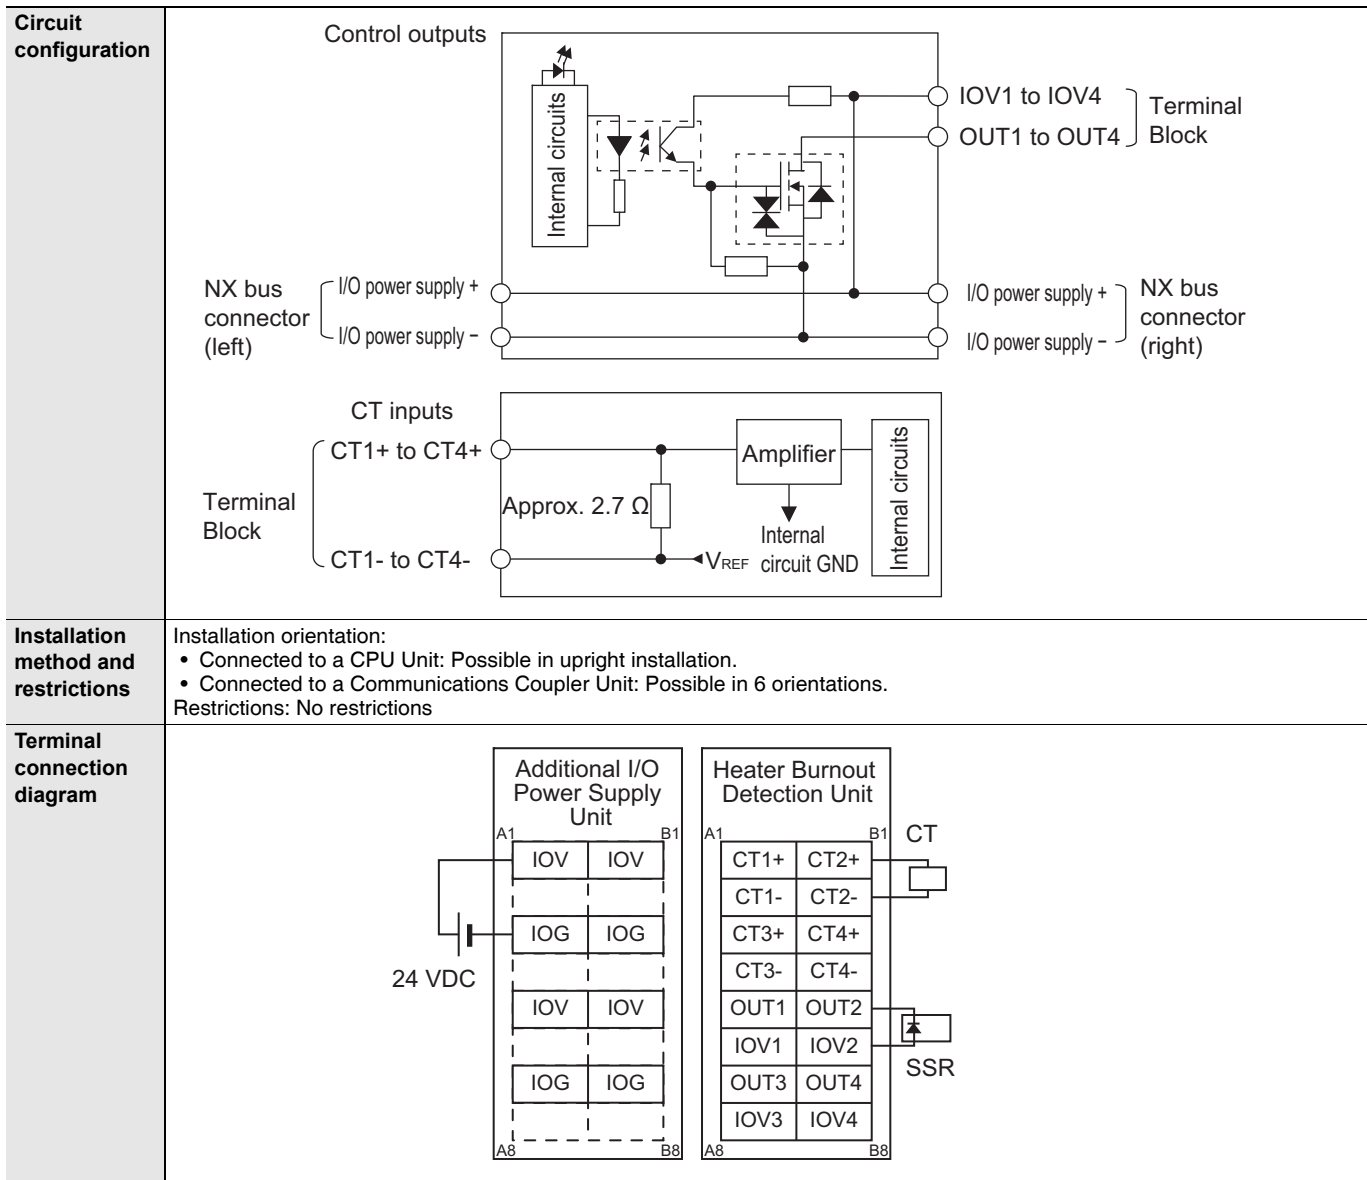 Circuit
configuration
Control outputs
Internal circuits
IOV1 to IOV4
OUT1 to OUT4
Terminal
Block
NX bus
connector
(left)
I/O power supply +
I/O power supply −
I/O power supply +
I/O power supply −
NX bus
connector
(right)
CT inputs
CT1+ to CT4+
Terminal
Block
CT1- to CT4-
Approx. 2.7 Ω
Amplifier
Internal
circuit GND
VREF
Internal circuits
Installation
method and
restrictions
Installation orientation:
• Connected to a CPU Unit: Possible in upright installation.
• Connected to a Communications Coupler Unit: Possible in 6 orientations.
Restrictions: No restrictions
Terminal
connection
diagram
Additional I/O
Power Supply
Unit
A1 B1
IOV IOV
IOG IOG
24 VDC
IOV IOV
IOG IOG
A8 B8
Heater Burnout
Detection Unit
A1 B1
CT
CT1+ CT2+
CT1- CT2-
CT3+ CT4+
CT3- CT4-
OUT1 OUT2
IOV1 IOV2
SSR
OUT3 OUT4
IOV3 IOV4
A8 B8